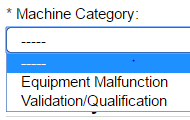 * Machine Category:
-----
-----
Equipment Malfunction
Validation/Qualification